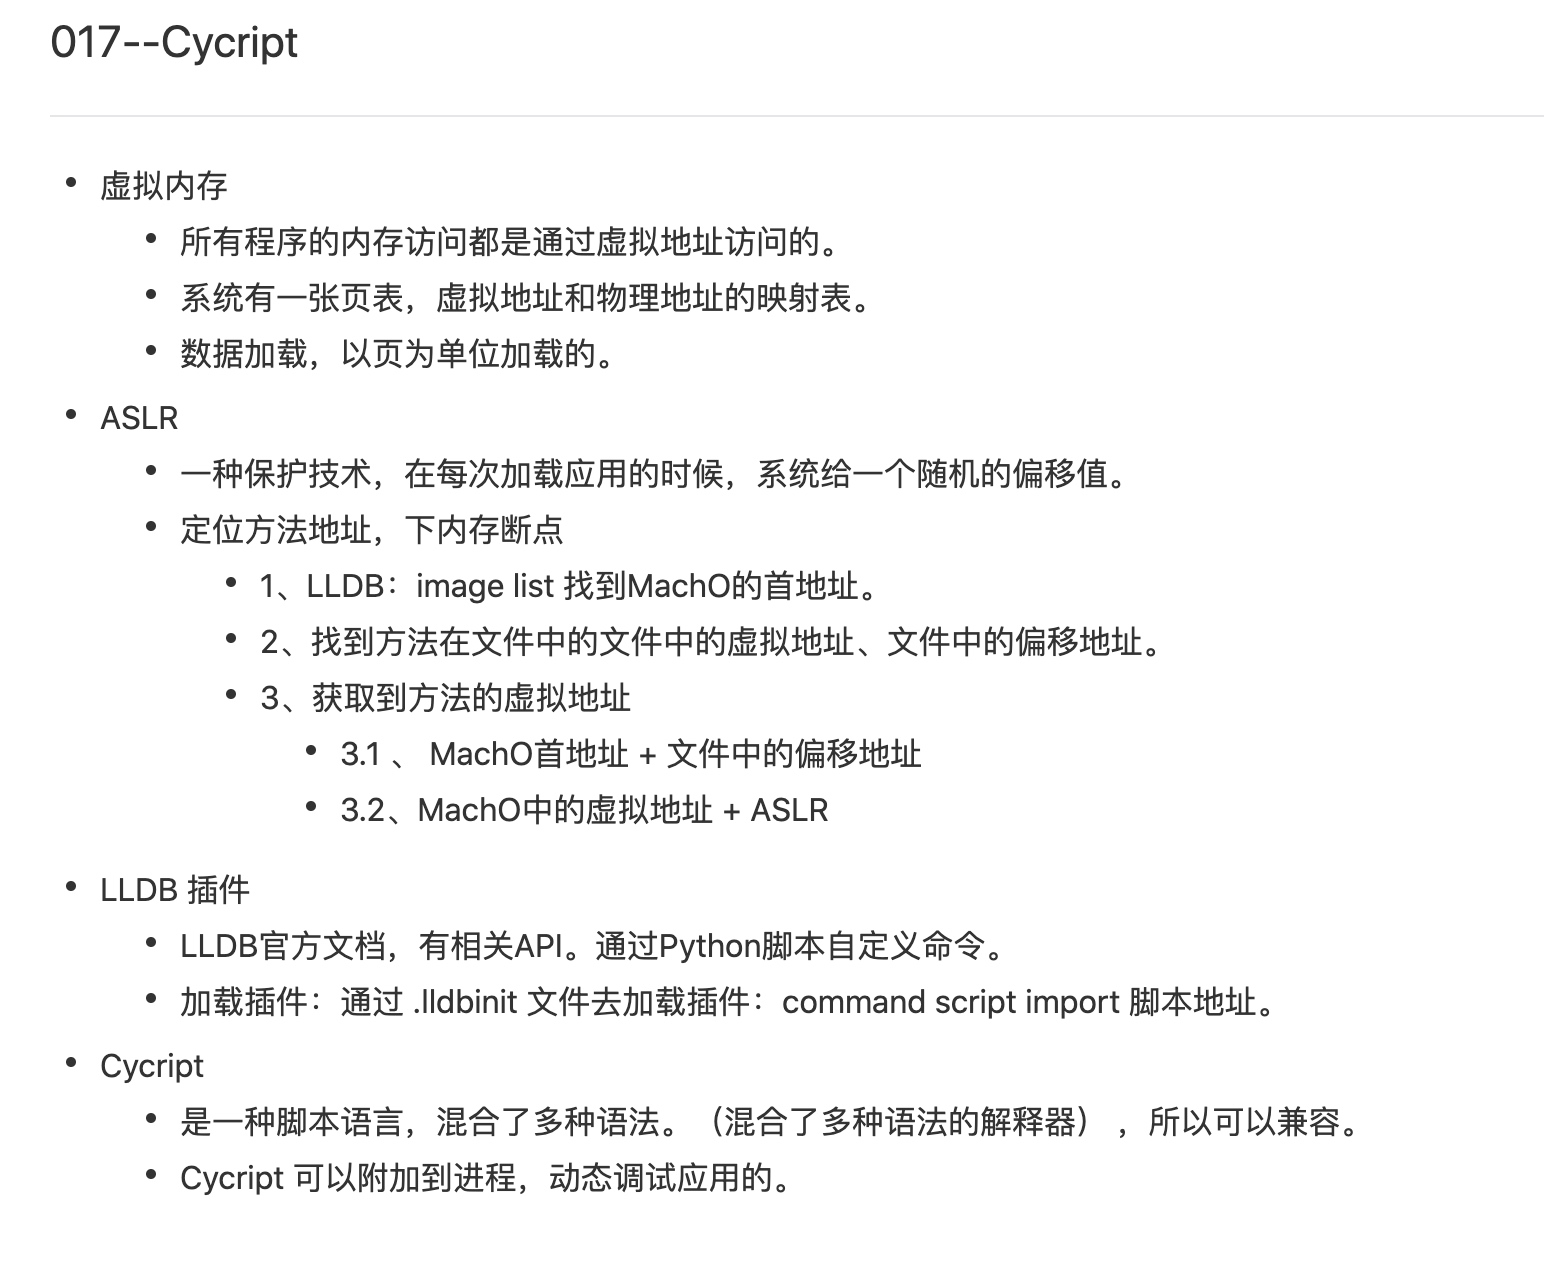 017--Cycript
虚拟内存
所有程序的内存访问都是通过虚拟地址访问的。
系统有一张页表，虚拟地址和物理地址的映射表。
数据加载，以页为单位加载的。
ASLR
一种保护技术，在每次加载应用的时候，系统给一个随机的偏移值。
定位方法地址，下内存断点
1、LLDB：image list 找到MachO的首地址。
2、找到方法在文件中的文件中的虚拟地址、文件中的偏移地址。
3、获取到方法的虚拟地址
3.1 、 MachO首地址 + 文件中的偏移地址
3.2、MachO中的虚拟地址 + ASLR
LLDB 插件
LLDB官方文档，有相关API。通过Python脚本自定义命令。
加载插件：通过 .lldbinit 文件去加载插件：command script import 脚本地址。
Cycript
是一种脚本语言，混合了多种语法。（混合了多种语法的解释器） ，所以可以兼容。
Cycript 可以附加到进程，动态调试应用的。